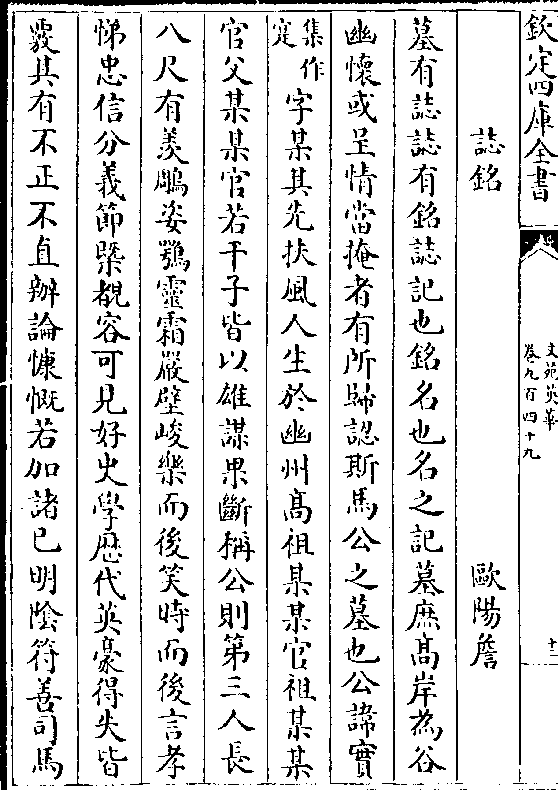 欽定四庫全書
文苑英華
卷九百四十九
十二
誌銘
歐陽詹
墓有誌誌有銘誌記也銘名也名之記墓庶髙岸為谷
幽懷或呈情當掩者有所歸認斯馬公之墓也公諱實
集作
寔
字某其先扶風人生於幽州髙祖某某官祖某某
官父某某官若干子皆以雄謀果斷稱公則第三人長
八尺有羡鵰姿鶚靈霜嚴壁峻樂而後笑時而後言孝
悌忠信分義節槩覩容可見好史學歴代英豪得失皆
覈其有不正不直辦論慷慨若加諸己明隂符善司馬